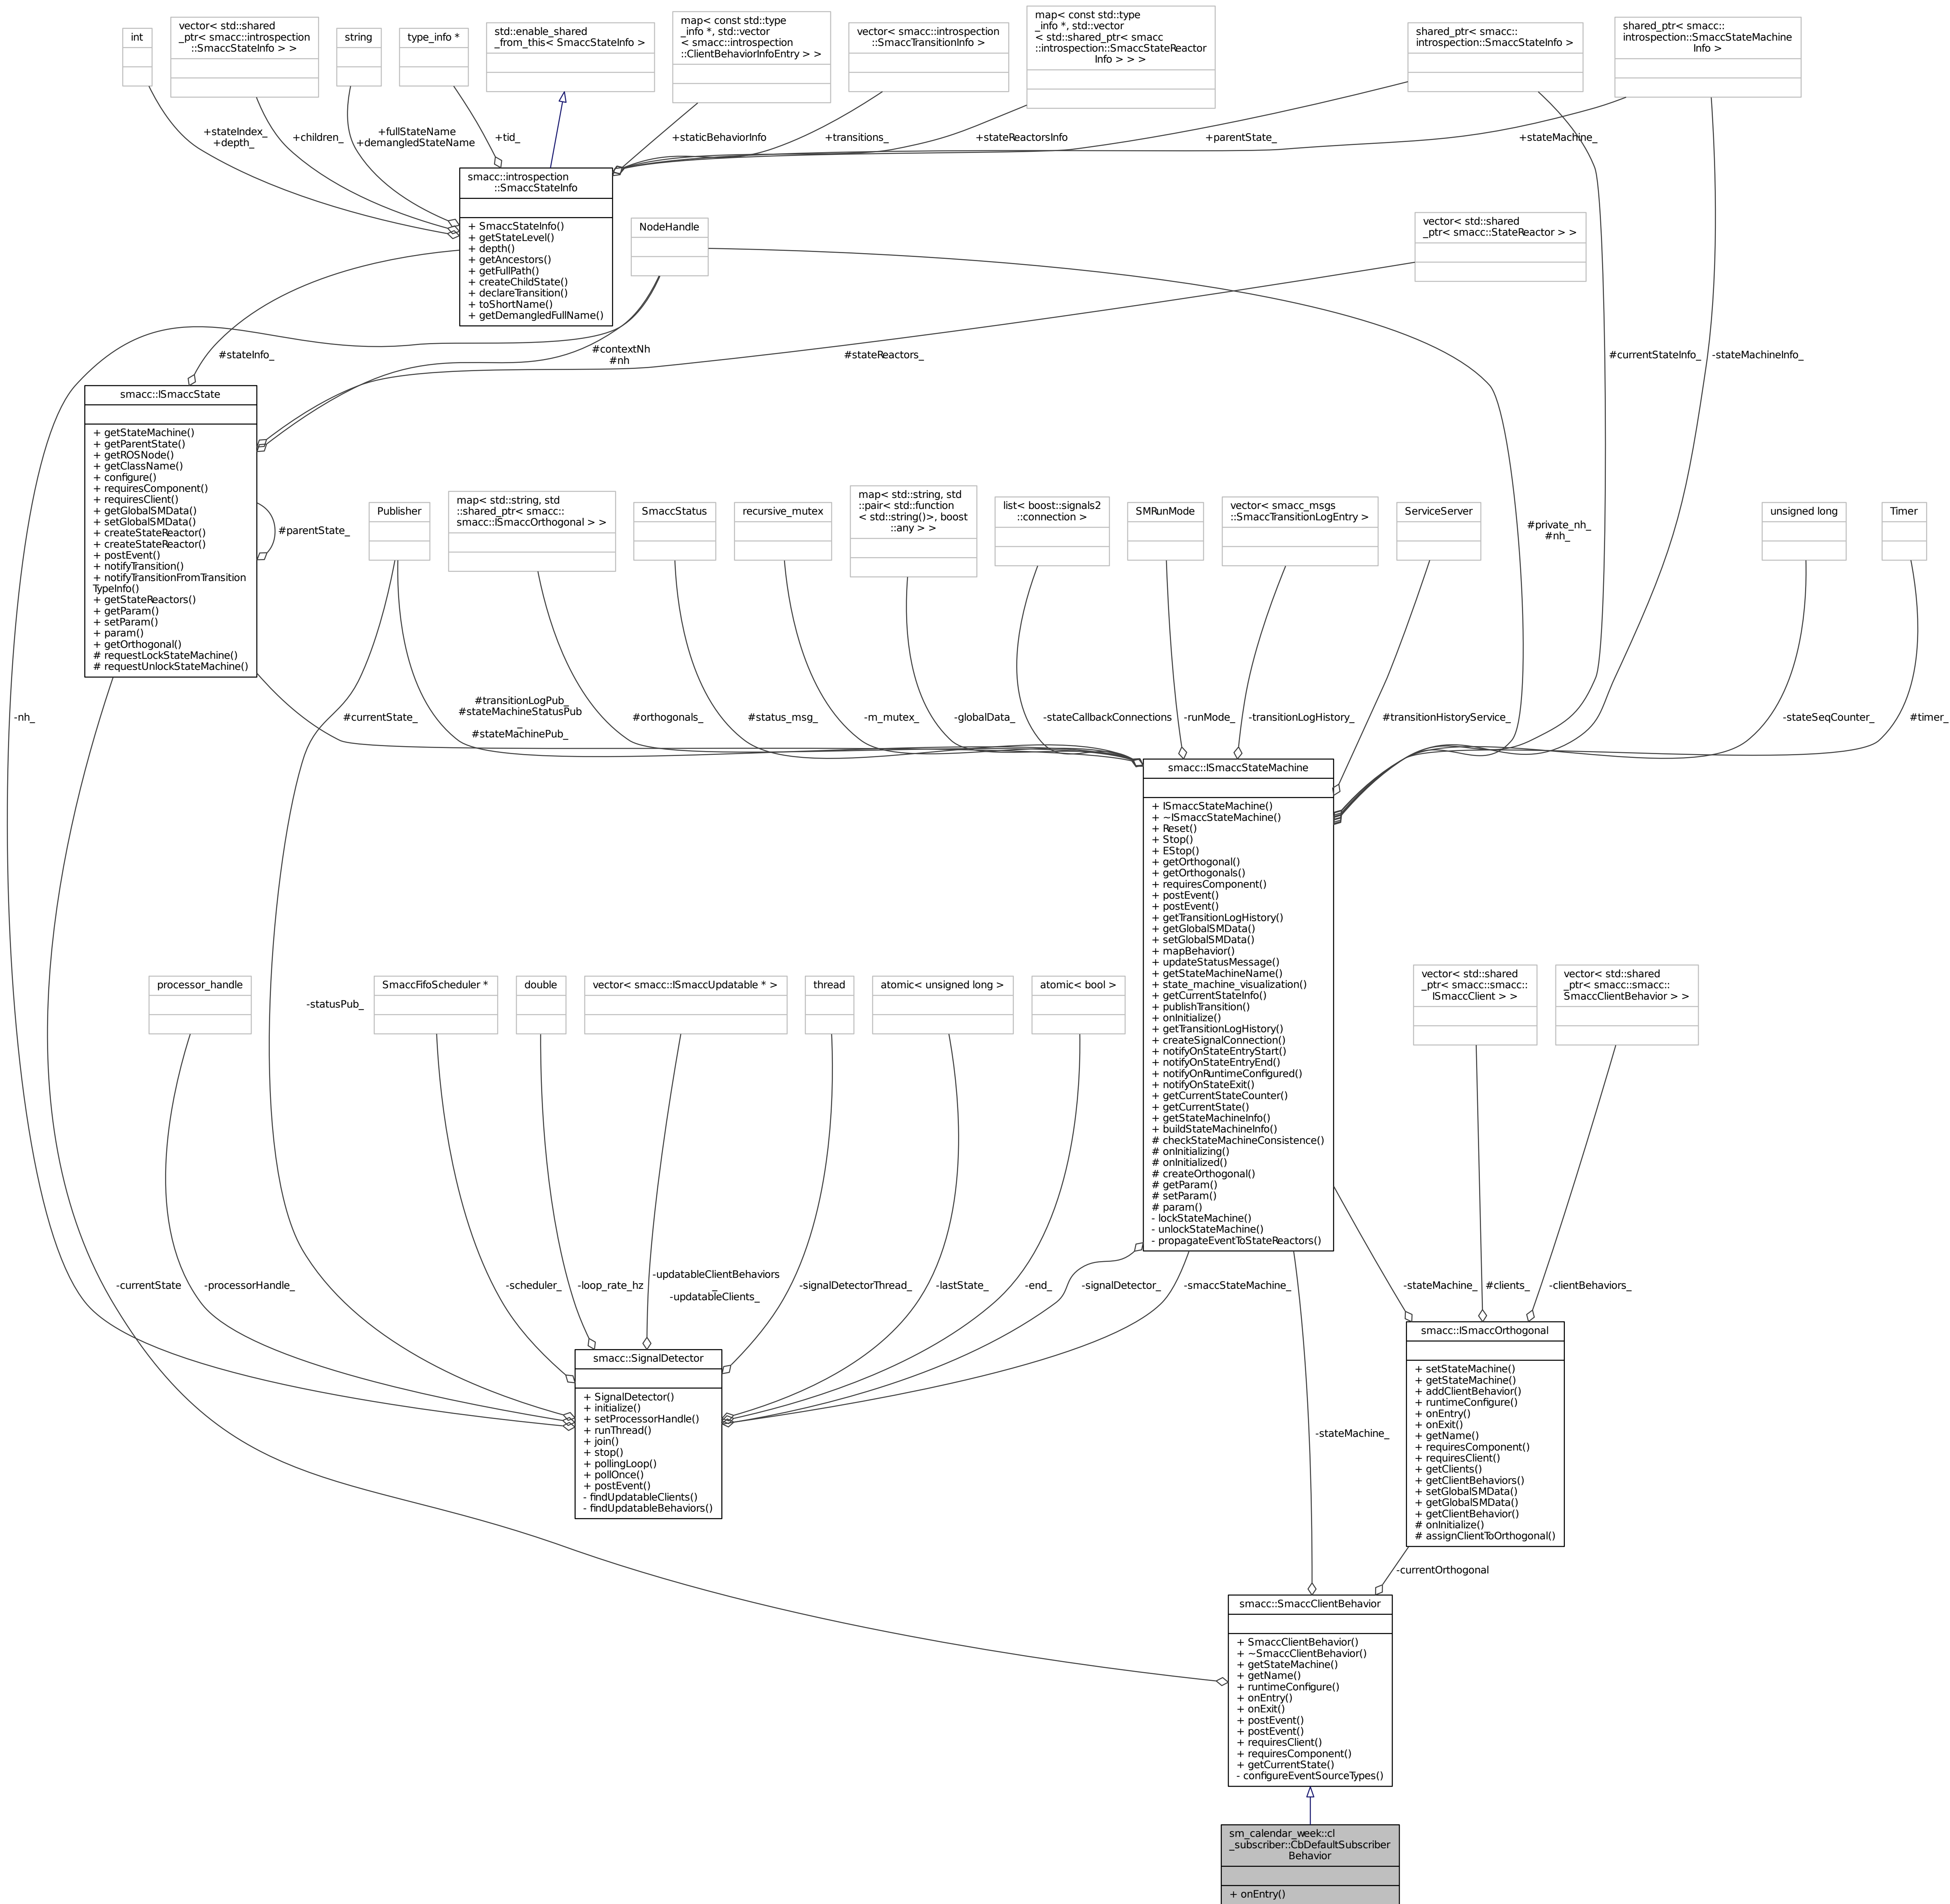 int
vector< std::shared
_ptr< smacc::introspection
::SmaccStateInfo > >
string
type_info *
std::enable_shared
_from_this< SmaccStateInfo >
map< const std::type
_info *, std::vector
< smacc::introspection
::ClientBehaviorInfoEntry > >
vector< smacc::introspection
::SmaccTransitionInfo >
map< const std::type
_info *, std::vector
< std::shared_ptr< smacc
::introspection::SmaccStateReactor
Info > > >
shared_ptr< smacc::
introspection::SmaccStateInfo >
shared_ptr< smacc::
introspection::SmaccStateMachine
Info >
+stateIndex_
+depth_
+children_
+fullStateName
+demangledStateName
+tid_
+staticBehaviorInfo
+transitions_
+stateReactorsInfo
+parentState_
+stateMachine_
smacc::introspection
::SmaccStateInfo
+ SmaccStateInfo()
+ getStateLevel()
+ depth()
+ getAncestors()
+ getFullPath()
+ createChildState()
+ declareTransition()
+ toShortName()
+ getDemangledFullName()
NodeHandle
vector< std::shared
_ptr< smacc::StateReactor > >
#stateInfo_
#contextNh
#nh
#stateReactors_
#currentStateInfo_
-stateMachineInfo_
smacc::ISmaccState
+ getStateMachine()
+ getParentState()
+ getROSNode()
+ getClassName()
+ configure()
+ requiresComponent()
+ requiresClient()
+ getGlobalSMData()
+ setGlobalSMData()
+ createStateReactor()
+ createStateReactor()
+ postEvent()
+ notifyTransition()
+ notifyTransitionFromTransition
TypeInfo()
+ getStateReactors()
+ getParam()
+ setParam()
+ param()
+ getOrthogonal()
# requestLockStateMachine()
# requestUnlockStateMachine()
#parentState_
Publisher
map< std::string, std
::shared_ptr< smacc::
smacc::ISmaccOrthogonal > >
SmaccStatus
recursive_mutex
map< std::string, std
::pair< std::function
< std::string()>, boost
::any > >
list< boost::signals2
::connection >
SMRunMode
vector< smacc_msgs
::SmaccTransitionLogEntry >
ServiceServer
#private_nh_
#nh_
unsigned long
Timer
-nh_
#currentState_
#transitionLogPub_
#stateMachineStatusPub
_
#stateMachinePub_
#orthogonals_
#status_msg_
-m_mutex_
-globalData_
-stateCallbackConnections
-runMode_
-transitionLogHistory_
#transitionHistoryService_
-stateSeqCounter_
#timer_
smacc::ISmaccStateMachine
+ ISmaccStateMachine()
+ ~ISmaccStateMachine()
+ Reset()
+ Stop()
+ EStop()
+ getOrthogonal()
+ getOrthogonals()
+ requiresComponent()
+ postEvent()
+ postEvent()
+ getTransitionLogHistory()
+ getGlobalSMData()
+ setGlobalSMData()
+ mapBehavior()
+ updateStatusMessage()
+ getStateMachineName()
+ state_machine_visualization()
+ getCurrentStateInfo()
+ publishTransition()
+ onInitialize()
+ getTransitionLogHistory()
+ createSignalConnection()
+ notifyOnStateEntryStart()
+ notifyOnStateEntryEnd()
+ notifyOnRuntimeConfigured()
+ notifyOnStateExit()
+ getCurrentStateCounter()
+ getCurrentState()
+ getStateMachineInfo()
+ buildStateMachineInfo()
# checkStateMachineConsistence()
# onInitializing()
# onInitialized()
# createOrthogonal()
# getParam()
# setParam()
# param()
- lockStateMachine()
- unlockStateMachine()
- propagateEventToStateReactors()
processor_handle
-statusPub_
SmaccFifoScheduler *
double
vector< smacc::ISmaccUpdatable * >
thread
atomic< unsigned long >
atomic< bool >
vector< std::shared
_ptr< smacc::smacc::
ISmaccClient > >
vector< std::shared
_ptr< smacc::smacc::
SmaccClientBehavior > >
-currentState
-processorHandle_
-scheduler_
-loop_rate_hz
-updatableClientBehaviors
_
-updatableClients_
-signalDetectorThread_
-lastState_
-end_
-signalDetector_
-smaccStateMachine_
-stateMachine_
#clients_
-clientBehaviors_
smacc::SignalDetector
+ SignalDetector()
+ initialize()
+ setProcessorHandle()
+ runThread()
+ join()
+ stop()
+ pollingLoop()
+ pollOnce()
+ postEvent()
- findUpdatableClients()
- findUpdatableBehaviors()
-stateMachine_
smacc::ISmaccOrthogonal
+ setStateMachine()
+ getStateMachine()
+ addClientBehavior()
+ runtimeConfigure()
+ onEntry()
+ onExit()
+ getName()
+ requiresComponent()
+ requiresClient()
+ getClients()
+ getClientBehaviors()
+ setGlobalSMData()
+ getGlobalSMData()
+ getClientBehavior()
# onInitialize()
# assignClientToOrthogonal()
-currentOrthogonal
smacc::SmaccClientBehavior
+ SmaccClientBehavior()
+ ~SmaccClientBehavior()
+ getStateMachine()
+ getName()
+ runtimeConfigure()
+ onEntry()
+ onExit()
+ postEvent()
+ postEvent()
+ requiresClient()
+ requiresComponent()
+ getCurrentState()
- configureEventSourceTypes()
sm_calendar_week::cl
_subscriber::CbDefaultSubscriber
Behavior
+ onEntry()